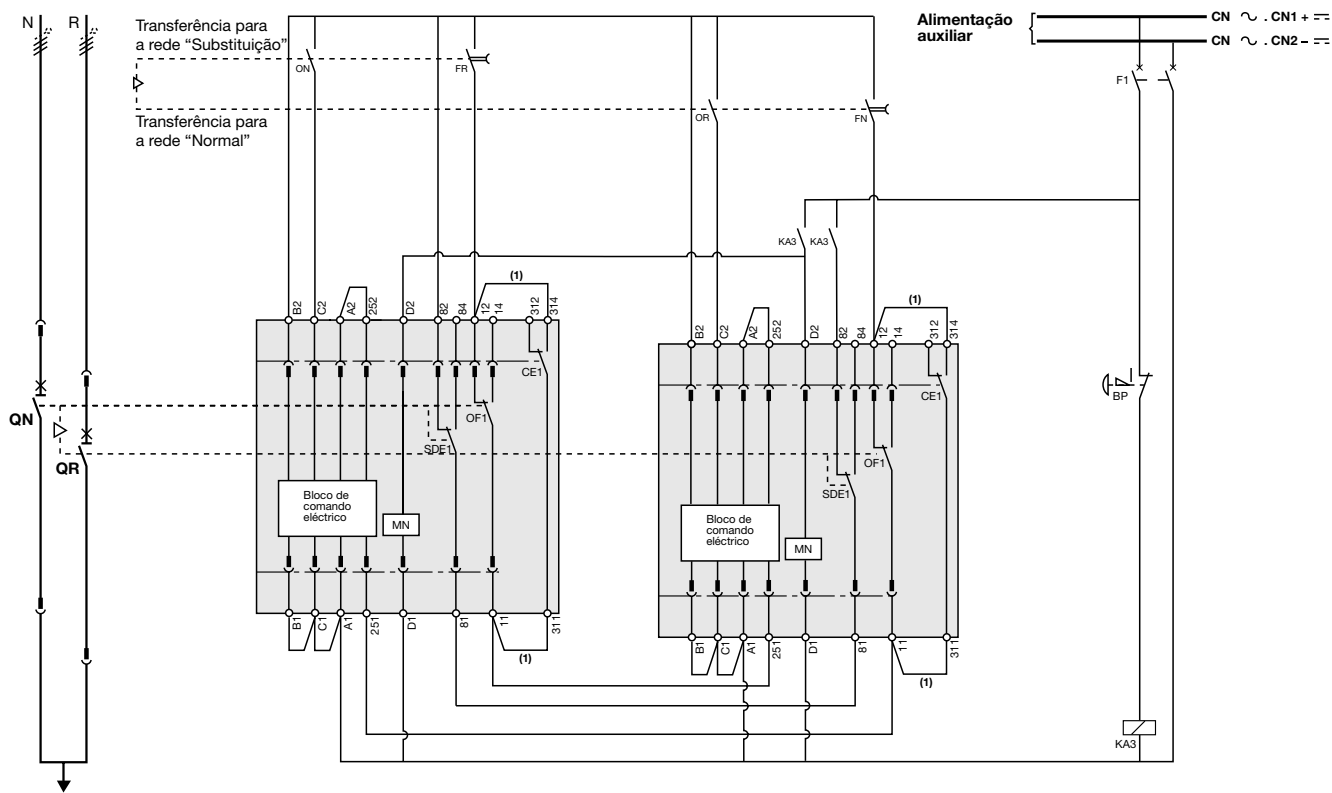 N
R
Transferência para
a rede “Substituição”
Transferência para
a rede “Normal”
Alimentação
auxiliar
CN ∿ . CN1 + ⎓
CN ∿ . CN2 – ⎓
ON
FR
OR
FN
F1
KA3
KA3
(1)
(1)
B2
C2
A2
252
D2
82
84
12
14
312
314
B2
C2
A2
252
D2
82
84
12
14
312
314
CE1
CE1
BP
QN
QR
OF1
SDE1
OF1
SDE1
Bloco de
comando
eléctrico
MN
Bloco de
comando
eléctrico
MN
B1
C1
A1
251
D1
81
11
311
B1
C1
A1
251
D1
81
11
311
(1)
(1)
KA3